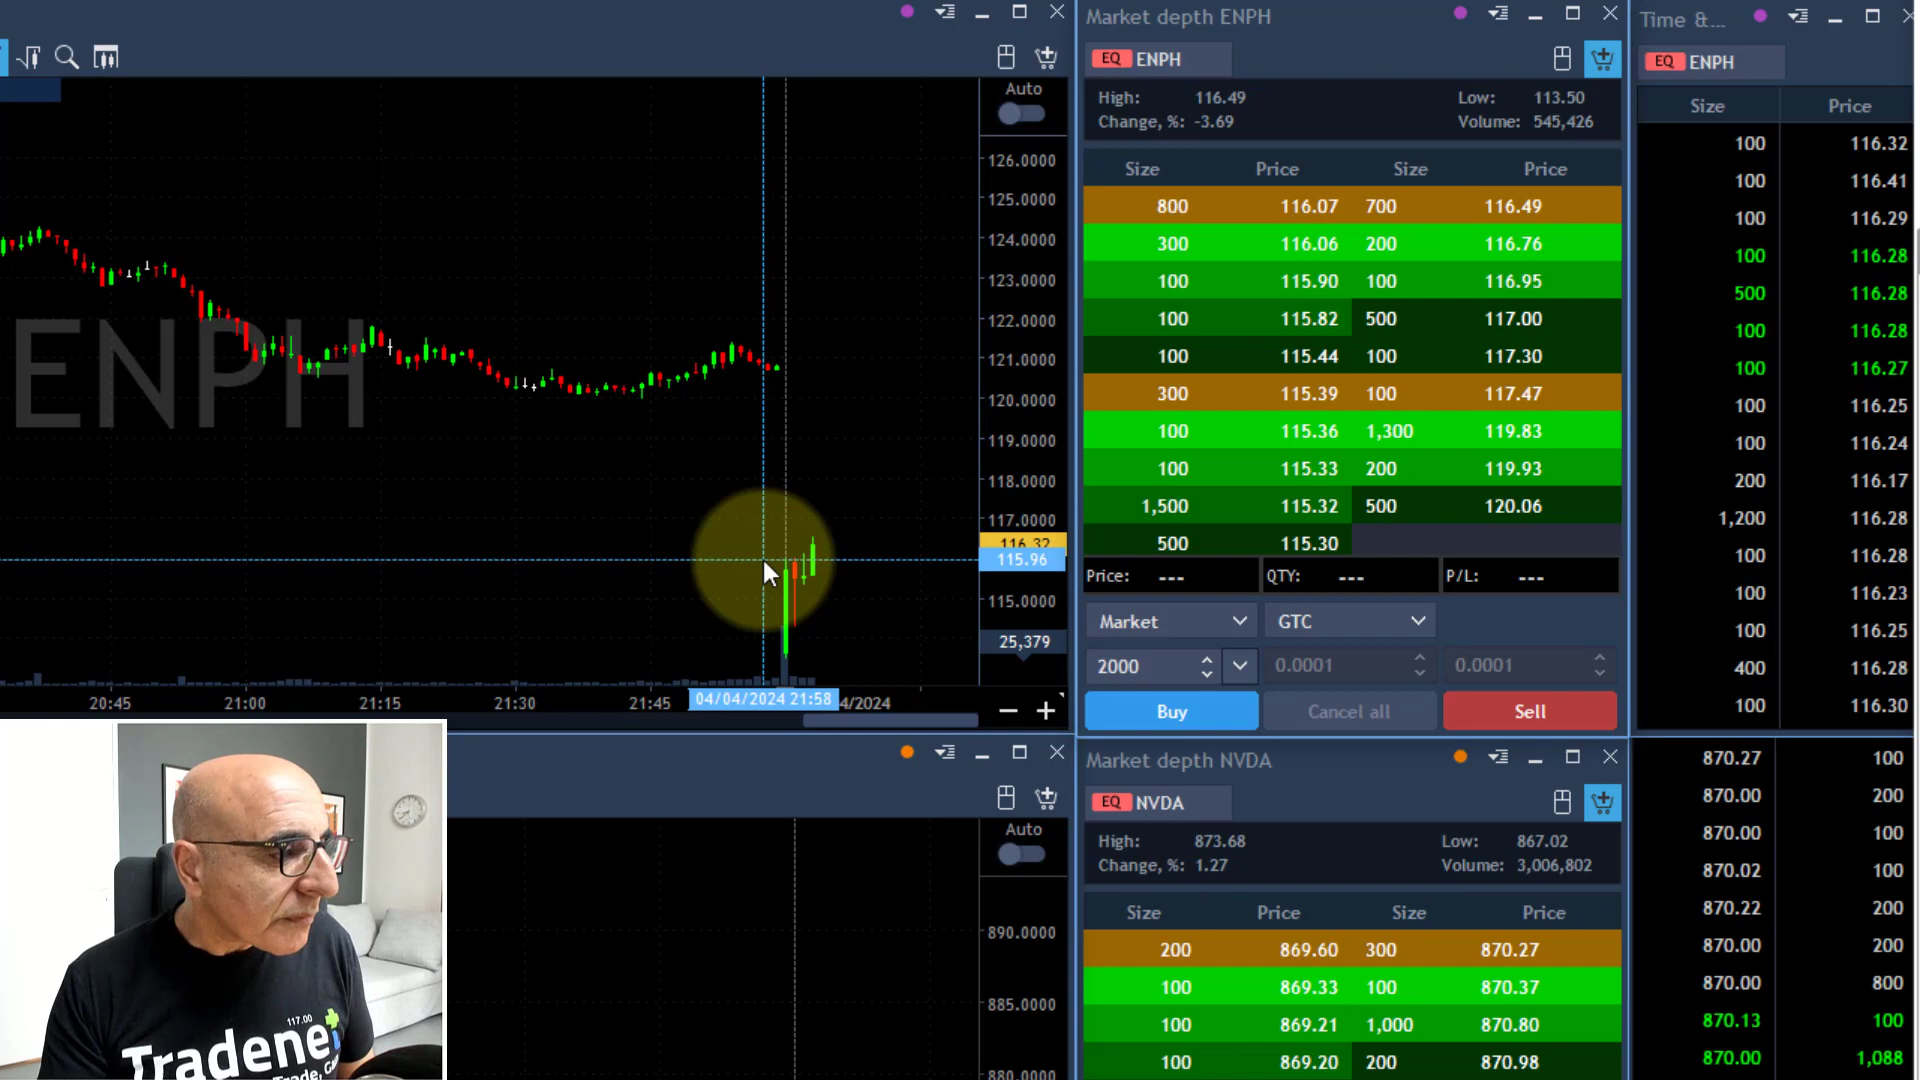 Market depth ENPH
Time &...
EQ ENPH
EQ ENPH
Auto
High: 116.49 Low: 113.50
Change, %: -3.69 Volume: 545,426
Size Price Size Price
800 116.07 700 116.49
300 116.06 200 116.76
100 115.90 100 116.95
100 115.82 500 117.00
100 115.44 100 117.30
300 115.39 100 117.47
100 115.36 1,300 119.83
100 115.33 200 119.93
1,500 115.32 500 120.06
500 115.30
Price: --- QTY: --- P/L: ---
Market GTC
2000 0.0001 0.0001
Buy Cancel all Sell
Size Price
100 116.32
100 116.41
100 116.29
100 116.28
500 116.28
100 116.28
100 116.27
100 116.25
100 116.24
200 116.17
1,200 116.28
100 116.28
100 116.23
100 116.25
400 116.28
100 116.30
126.0000
125.0000
124.0000
123.0000
122.0000
121.0000
120.0000
119.0000
118.0000
117.0000
116.32
115.96
115.0000
25,379
ENPH
20:45 21:00 21:15 21:30 21:45 04/04/2024 21:58 4/2024
Market depth NVDA
EQ NVDA
Auto
High: 873.68 Low: 867.02
Change, %: 1.27 Volume: 3,006,802
Size Price Size Price
200 869.60 300 870.27
100 869.33 100 870.37
100 869.21 1,000 870.80
100 869.20 200 870.98
890.0000
885.0000
880.0000
870.27 100
870.00 200
870.00 100
870.02 100
870.22 200
870.00 200
870.00 800
870.13 100
870.00 1,088
117.00
Tradene
Trade, Ga